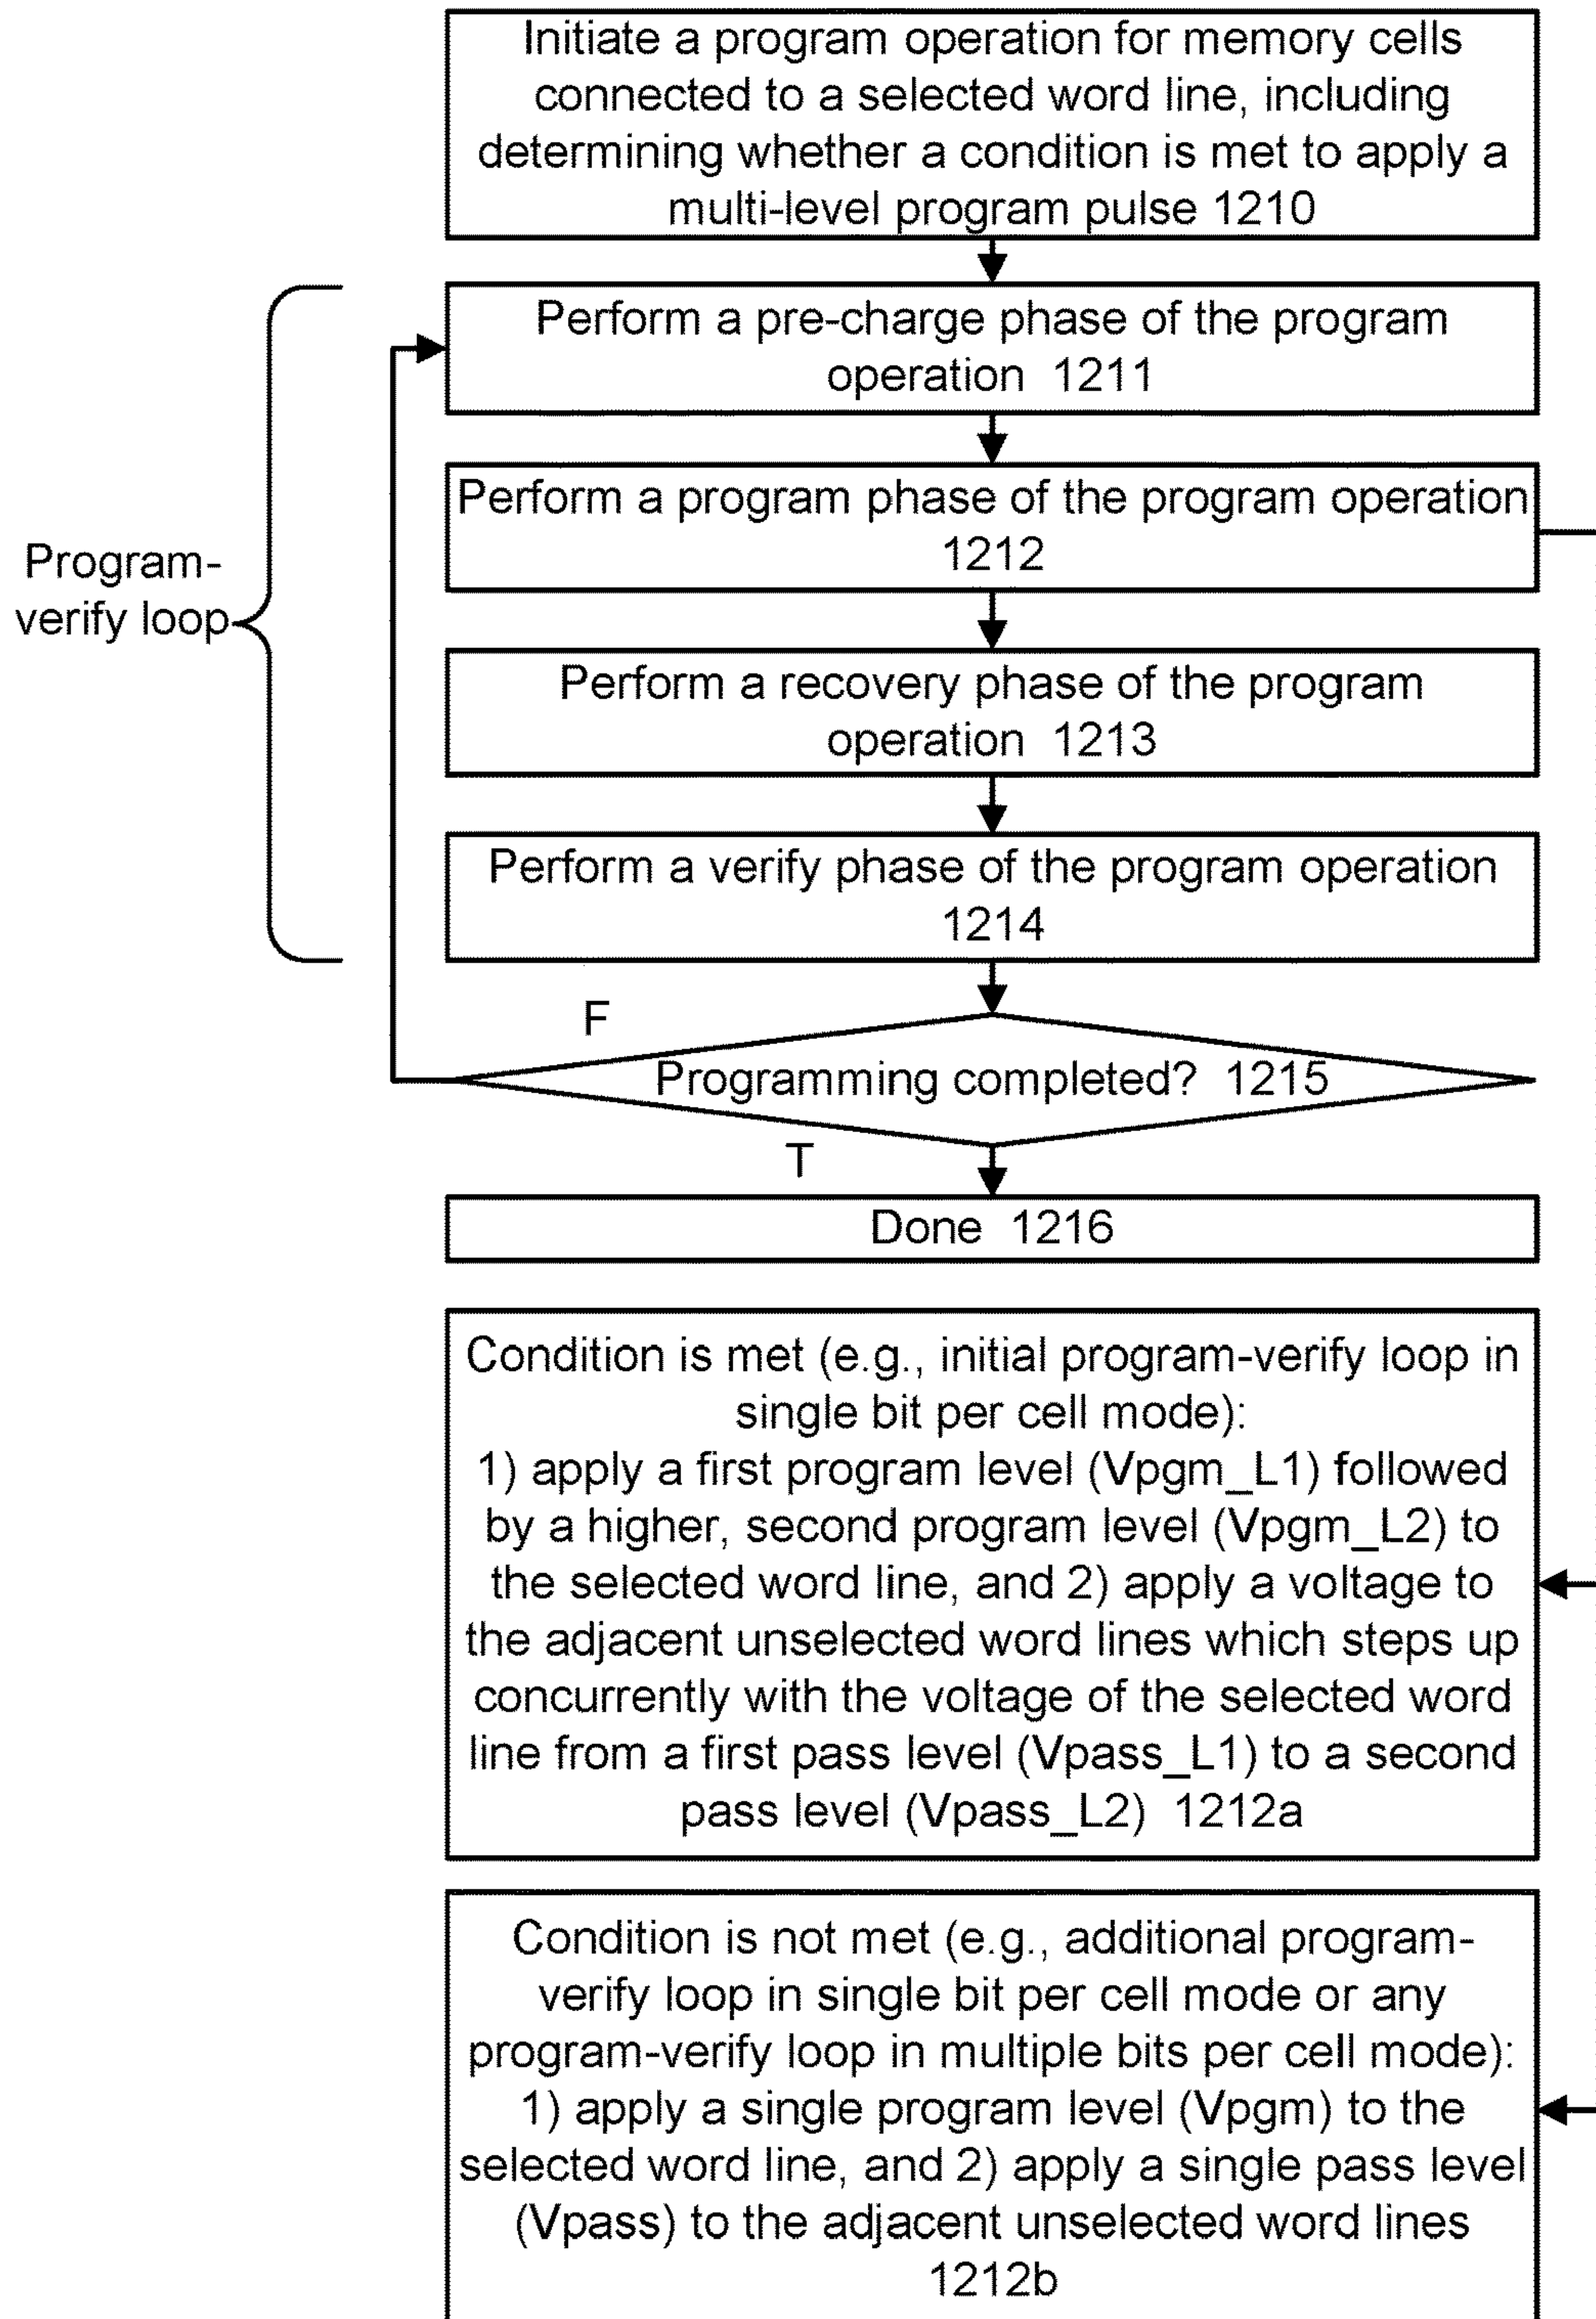 Initiate a program operation for memory cells
connected to a selected word line, including
determining whether a condition is met to apply a
multi-level program pulse 1210
Perform a pre-charge phase of the program
operation 1211
Perform a program phase of the program operation
1212
Program-
verify loop
Perform a recovery phase of the program
operation 1213
Perform a verify phase of the program operation
1214
F
Programming completed? 1215
T
Done 1216
Condition is met (e.g., initial program-verify loop in
single bit per cell mode):
1) apply a first program level (Vpgm_L1) followed
by a higher, second program level (Vpgm_L2) to
the selected word line, and 2) apply a voltage to
the adjacent unselected word lines which steps up
concurrently with the voltage of the selected word
line from a first pass level (Vpass_L1) to a second
pass level (Vpass_L2) 1212a
Condition is not met (e.g., additional program-
verify loop in single bit per cell mode or any
program-verify loop in multiple bits per cell mode):
1) apply a single program level (Vpgm) to the
selected word line, and 2) apply a single pass level
(Vpass) to the adjacent unselected word lines
1212b